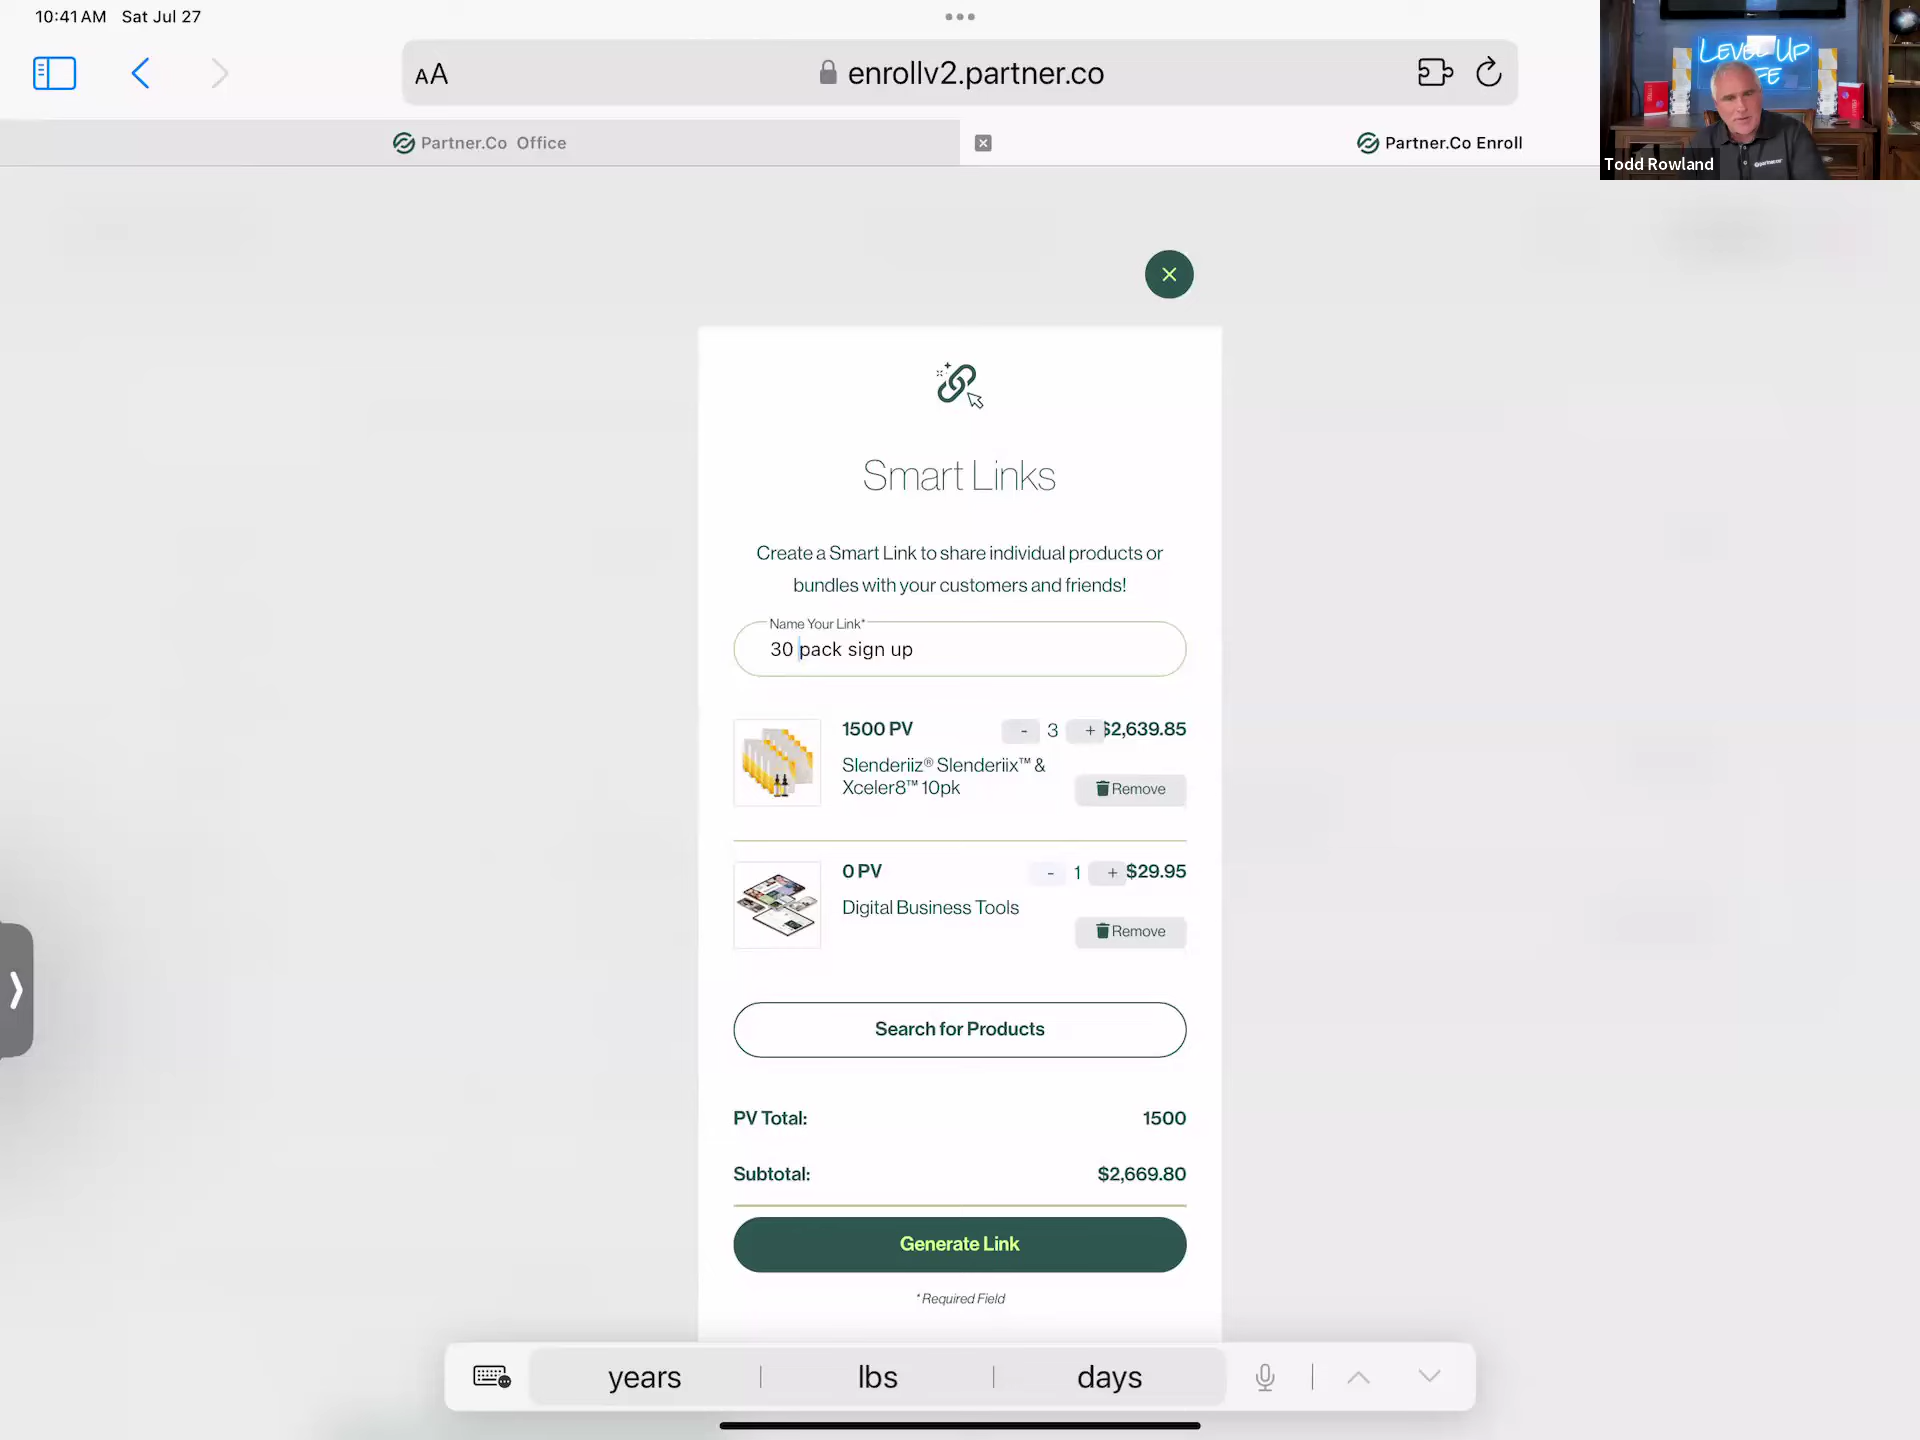 10:41 AM Sat Jul 27
AA
enrollv2.partner.co
Partner.Co Office
Partner.Co Enroll
LEVEL UP
FE
Todd Rowland
Smart Links
Create a Smart Link to share individual products or
bundles with your customers and friends!
Name Your Link*
30 pack sign up
1500 PV - 3 + $2,639.85
Slenderiiz® Slenderiix™ &
Xceler8™ 10pk
Remove
0 PV - 1 + $29.95
Digital Business Tools
Remove
Search for Products
PV Total: 1500
Subtotal: $2,669.80
Generate Link
* Required Field
years lbs days